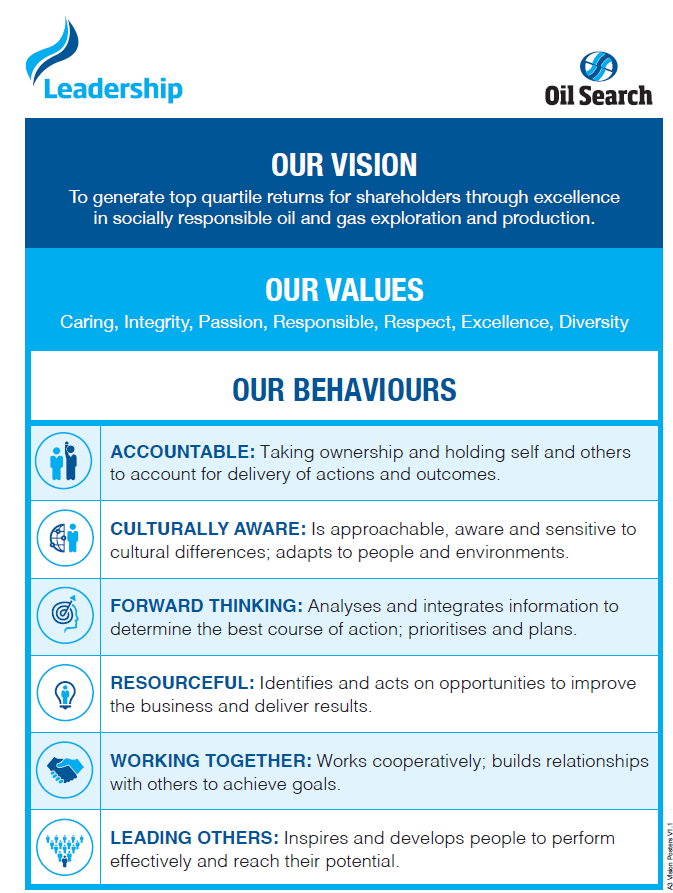 Leadership
Oil Search
OUR VISION
To generate top quartile returns for shareholders through excellence
in socially responsible oil and gas exploration and production.
OUR VALUES
Caring, Integrity, Passion, Responsible, Respect, Excellence, Diversity
OUR BEHAVIOURS
ACCOUNTABLE: Taking ownership and holding self and others
to account for delivery of actions and outcomes.
CULTURALLY AWARE: Is approachable, aware and sensitive to
cultural differences; adapts to people and environments.
FORWARD THINKING: Analyses and integrates information to
determine the best course of action; prioritises and plans.
RESOURCEFUL: Identifies and acts on opportunities to improve
the business and deliver results.
WORKING TOGETHER: Works cooperatively; builds relationships
with others to achieve goals.
LEADING OTHERS: Inspires and develops people to perform
effectively and reach their potential.
A3 Vision Posters V1.1